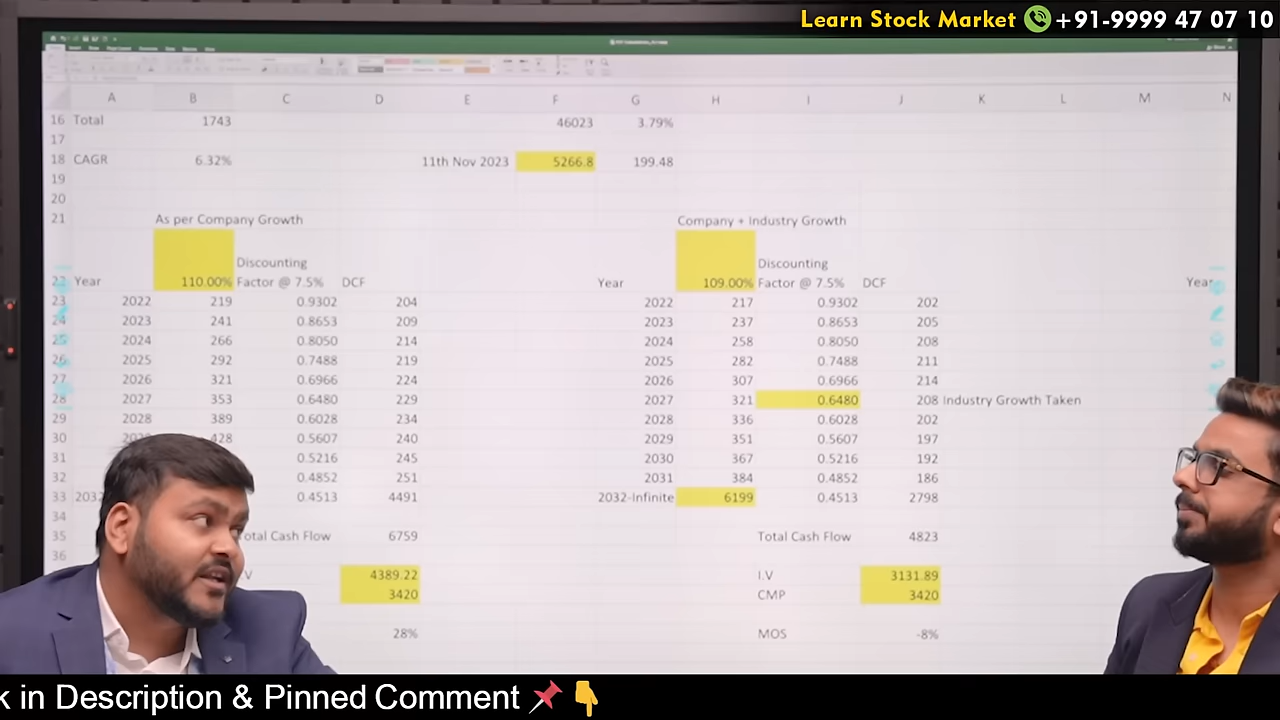 Learn Stock Market +91-9999 47 07 10
A B C D E F G H I J K L M N
16 Total 1743 46023 3.79%
17
18 CAGR 6.32% 11th Nov 2023 5266.8 199.48
19
20
21 As per Company Growth Company + Industry Growth
Discounting Discounting
22 Year 110.00% Factor @ 7.5% DCF Year 109.00% Factor @ 7.5% DCF Year
23 2022 219 0.9302 204 2022 217 0.9302 202
24 2023 241 0.8653 209 2023 237 0.8653 205
25 2024 266 0.8050 214 2024 258 0.8050 208
26 2025 292 0.7488 219 2025 282 0.7488 211
27 2026 321 0.6966 224 2026 307 0.6966 214
28 2027 353 0.6480 229 2027 321 0.6480 208 Industry Growth Taken
29 2028 389 0.6028 234 2028 336 0.6028 202
30 428 0.5607 240 2029 351 0.5607 197
31 0.5216 245 2030 367 0.5216 192
32 0.4852 251 2031 384 0.4852 186
33 2032 0.4513 4491 2032-Infinite 6199 0.4513 2798
34
35 otal Cash Flow 6759 Total Cash Flow 4823
36
V 4389.22 I.V 3131.89
3420 CMP 3420
28% MOS -8%
k in Description & Pinned Comment